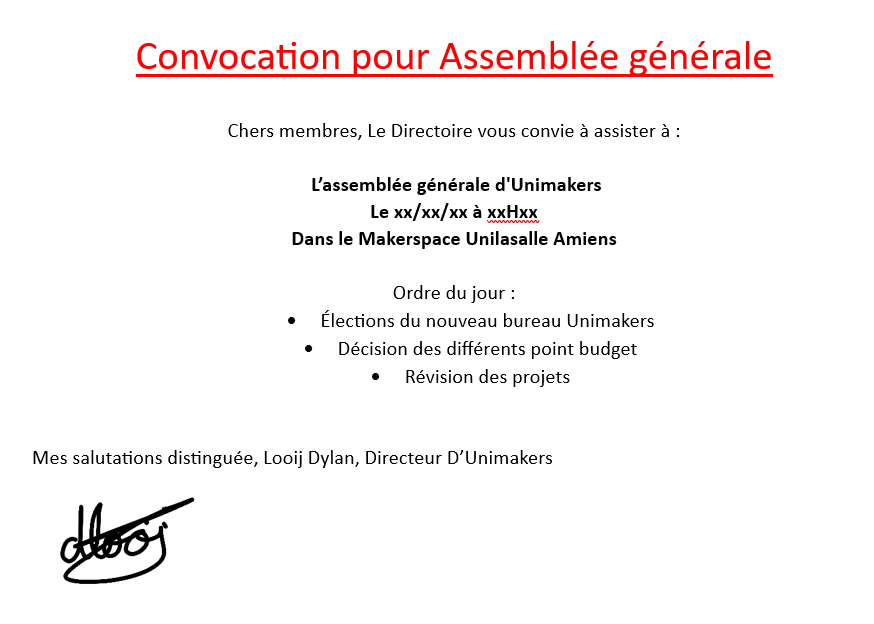 Convocation pour Assemblée générale
Chers membres, Le Directoire vous convie à assister à :
L’assemblée générale d'Unimakers
Le xx/xx/xx à xxHxx
Dans le Makerspace Unilasalle Amiens
Ordre du jour :
• Élections du nouveau bureau Unimakers
• Décision des différents point budget
• Révision des projets
Mes salutations distinguée, Looij Dylan, Directeur D’Unimakers
dlooij